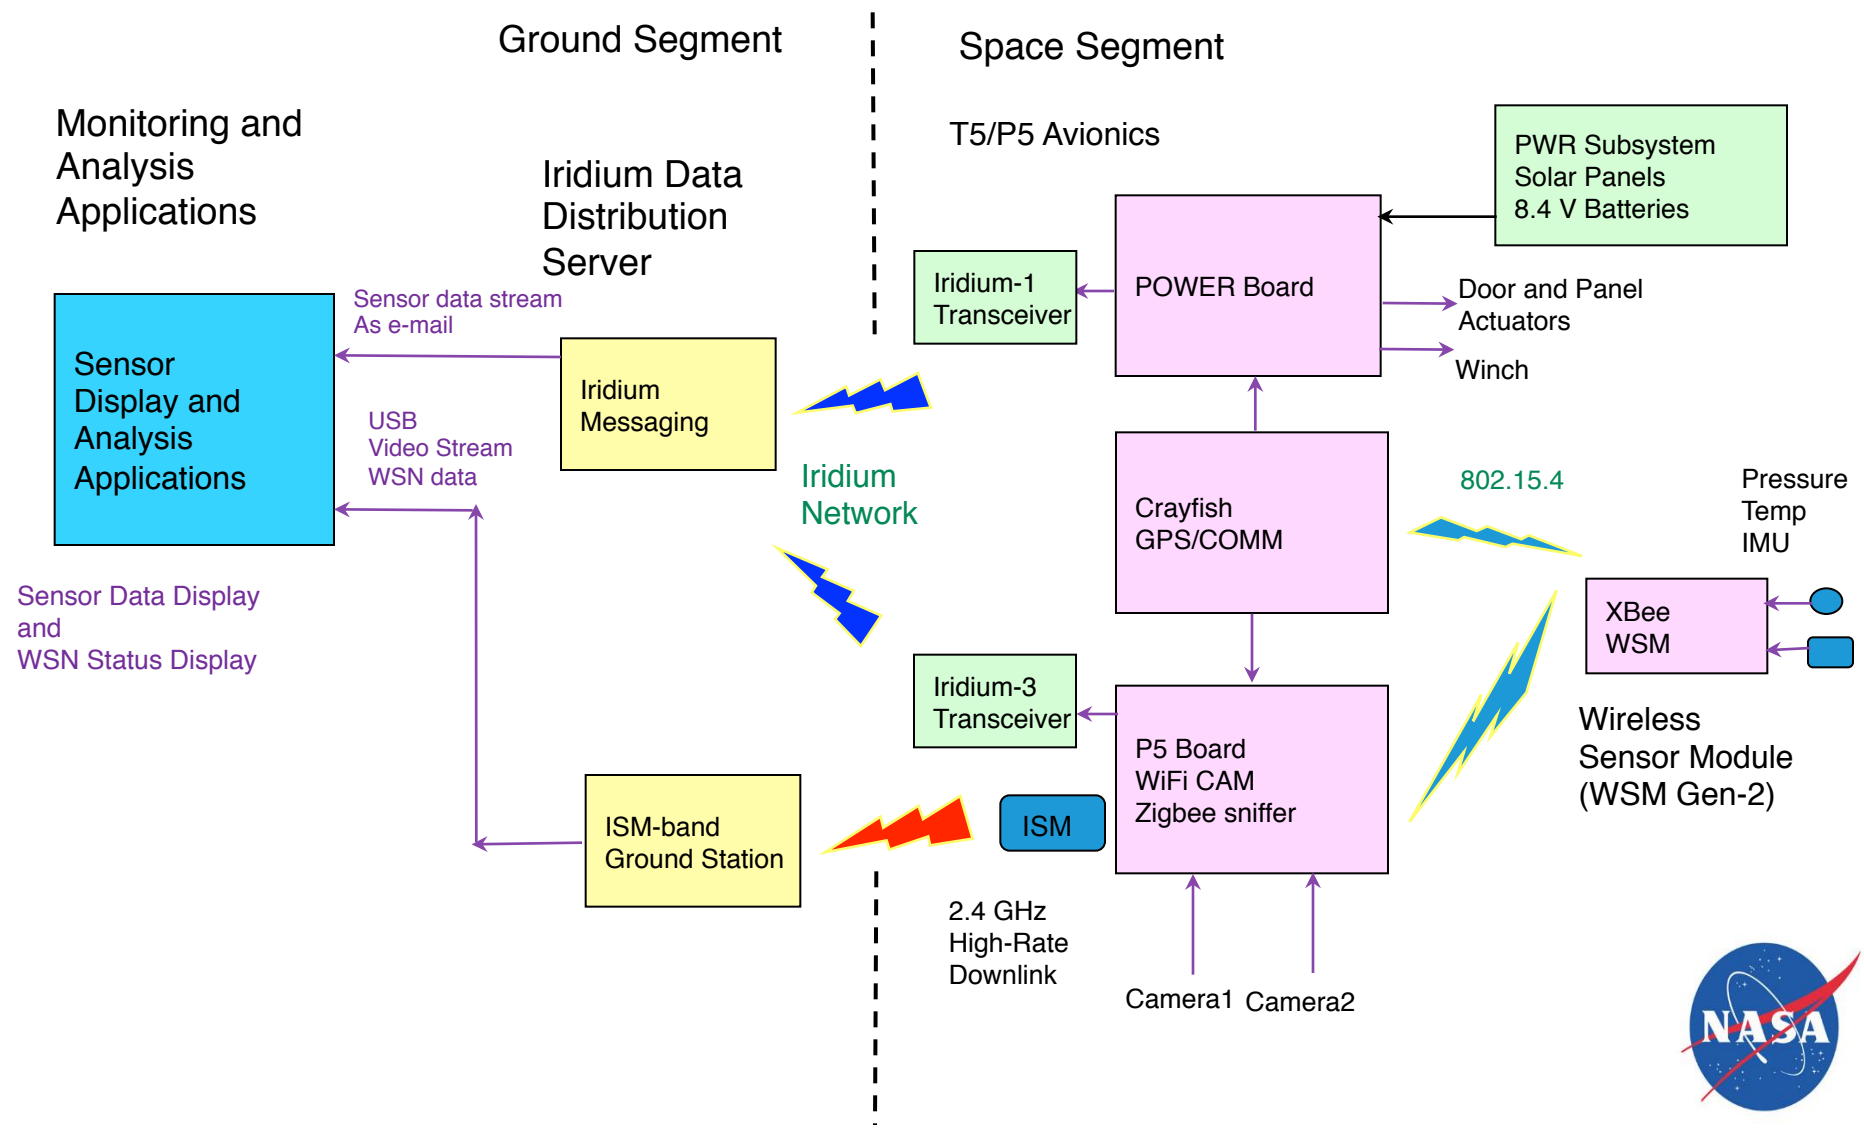 Ground Segment
Space Segment
Monitoring and
Analysis
Applications
Iridium Data
Distribution
Server
T5/P5 Avionics
PWR Subsystem
Solar Panels
8.4 V Batteries
Iridium-1
Transceiver
POWER Board
Door and Panel
Actuators
Winch
Sensor data stream
As e-mail
Sensor
Display and
Analysis
Applications
Iridium
Messaging
USB
Video Stream
WSN data
Iridium
Network
Crayfish
GPS/COMM
802.15.4
Pressure
Temp
IMU
XBee
WSM
Sensor Data Display
and
WSN Status Display
Iridium-3
Transceiver
P5 Board
WiFi CAM
Zigbee sniffer
Wireless
Sensor Module
(WSM Gen-2)
ISM-band
Ground Station
ISM
2.4 GHz
High-Rate
Downlink
Camera1
Camera2
NASA